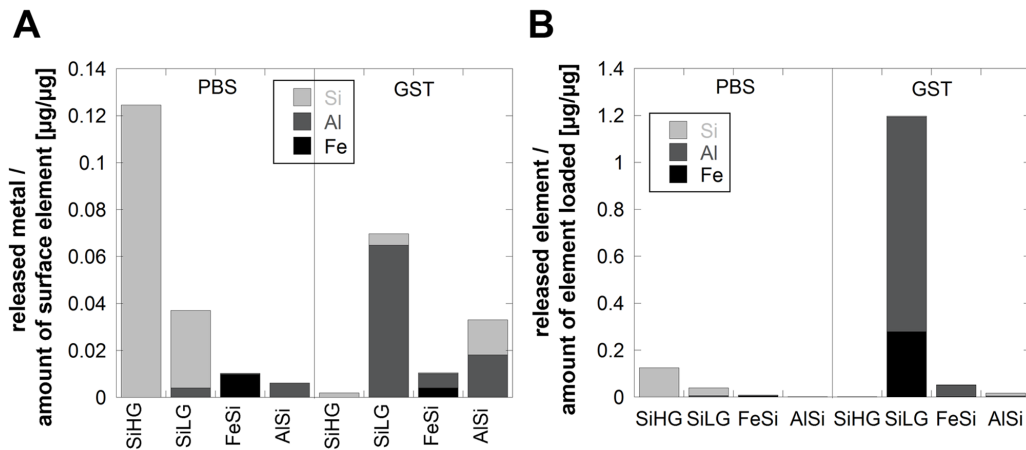 A
released metal /
amount of surface element [µg/µg]
0.14
0.12
0.1
0.08
0.06
0.04
0.02
0
PBS
GST
Si
Al
Fe
SiHG
SiLG
FeSi
AlSi
SiHG
SiLG
FeSi
AlSi
B
released element /
amount of element loaded [µg/µg]
1.4
1.2
1
0.8
0.6
0.4
0.2
0
PBS
GST
Si
Al
Fe
SiHG SiLG FeSi AlSi SiHG SiLG FeSi AlSi